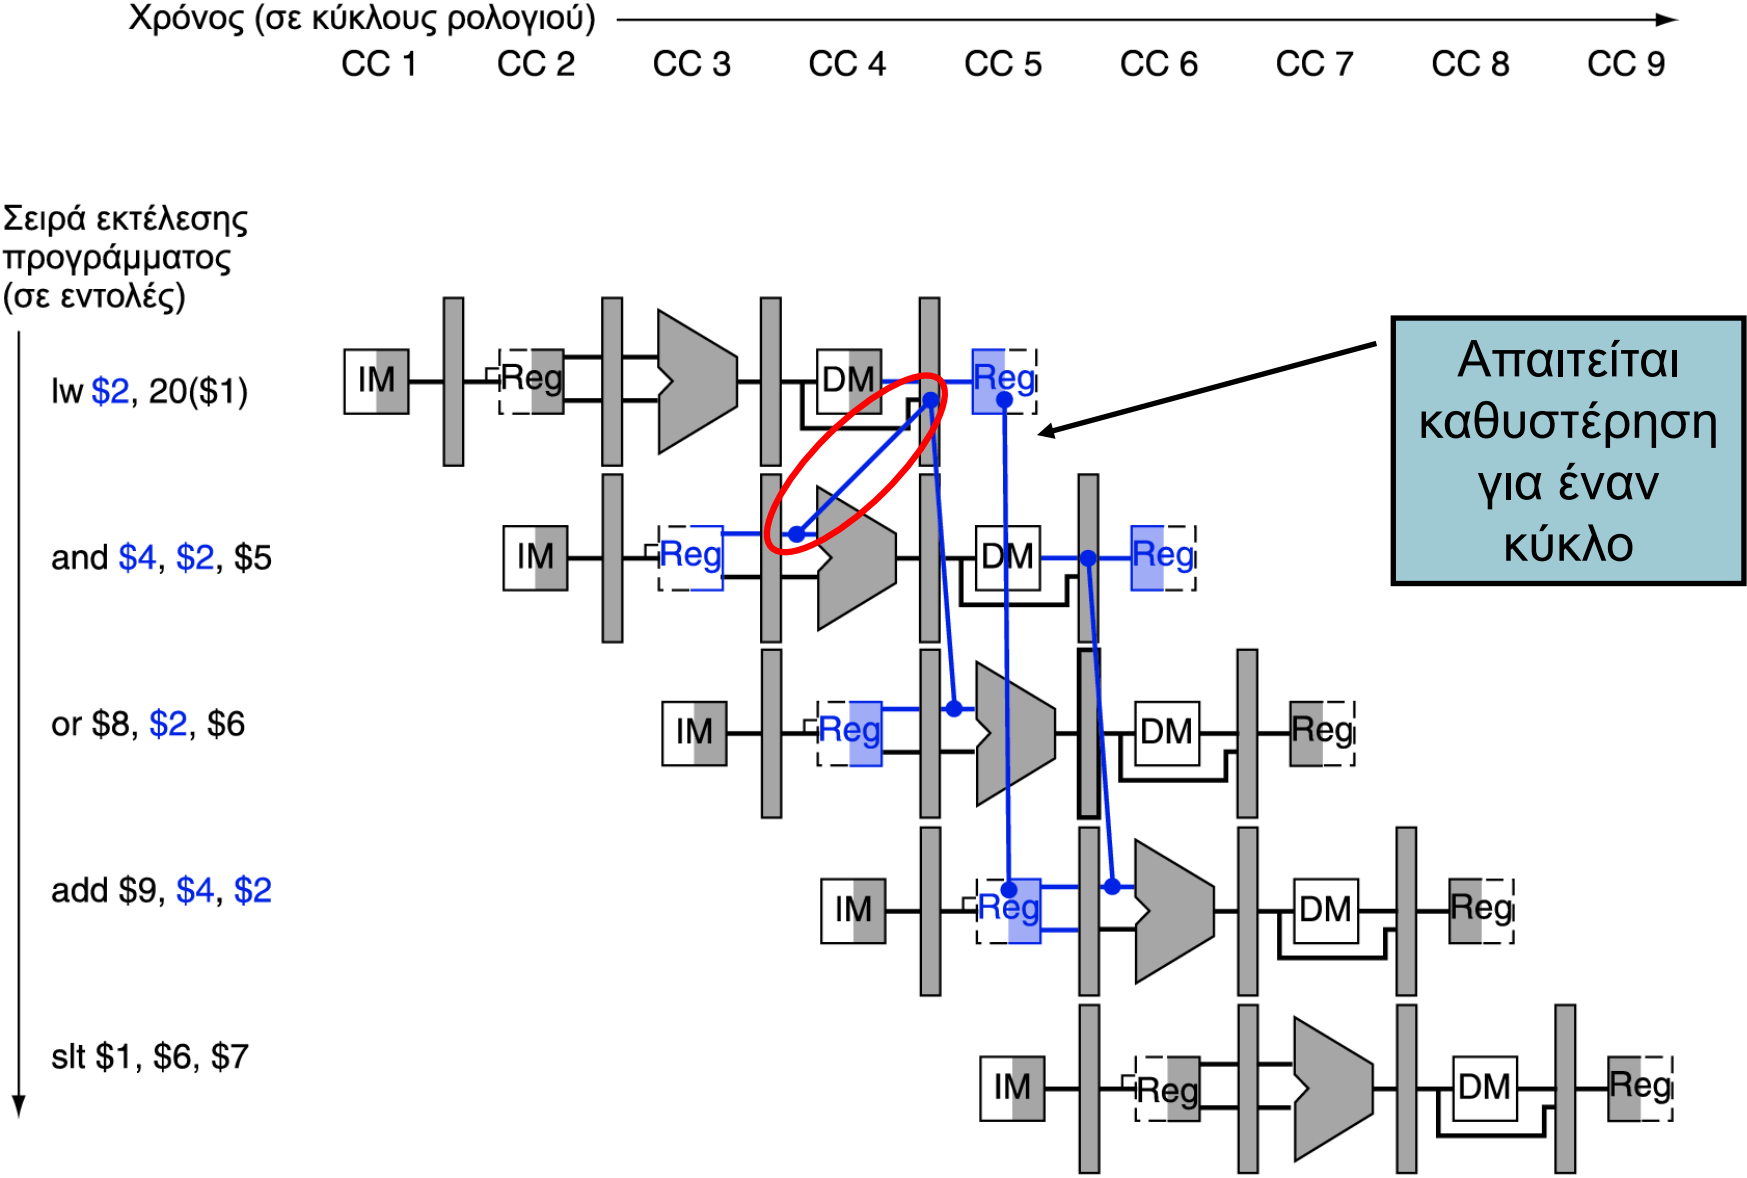 Χρόνος (σε κύκλους ρολογιού)
CC 1 CC 2 CC 3 CC 4 CC 5 CC 6 CC 7 CC 8 CC 9
Σειρά εκτέλεσης
προγράμματος
(σε εντολές)
lw $2, 20($1)
IM Reg DM Reg
Απαιτείται
καθυστέρηση
για έναν
κύκλο
and $4, $2, $5
IM Reg DM Reg
or $8, $2, $6
IM Reg DM Reg
add $9, $4, $2
IM Reg DM Reg
slt $1, $6, $7
IM Reg DM Reg